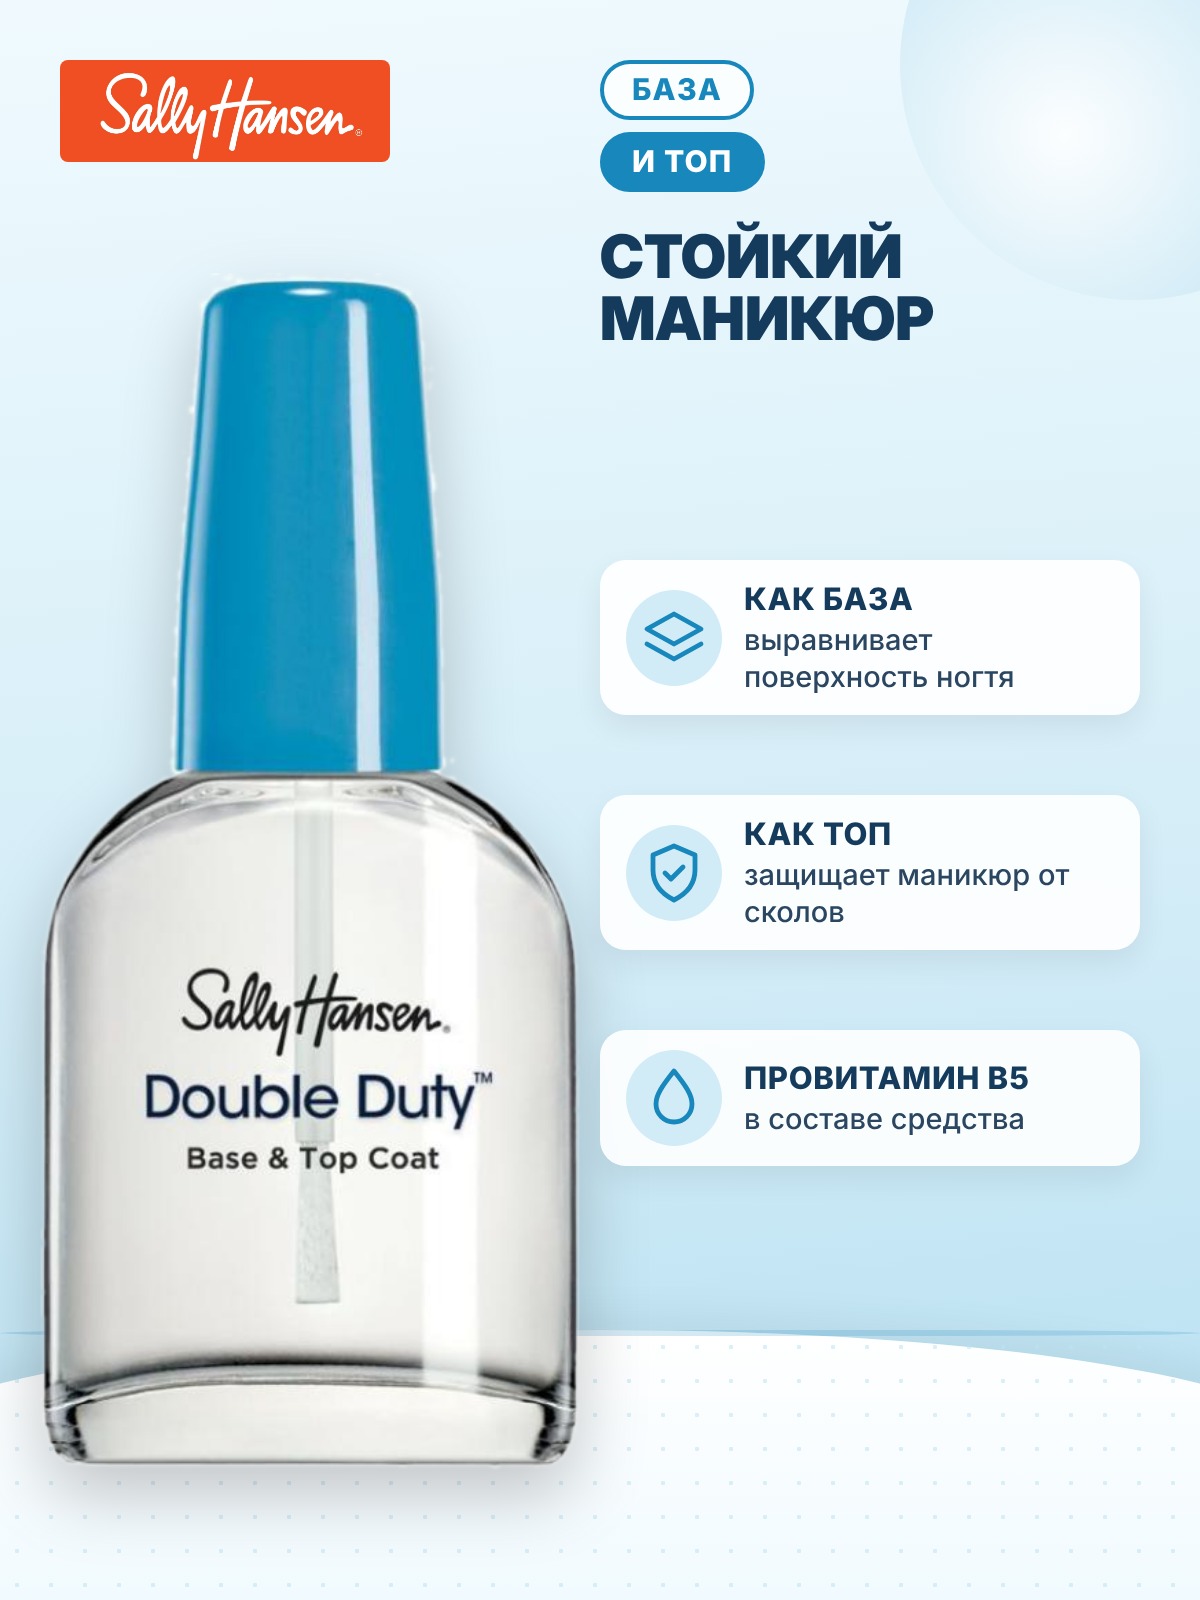 Sally Hansen®
БАЗА
И ТОП
СТОЙКИЙ
МАНИКЮР
КАК БАЗА
выравнивает
поверхность ногтя
КАК ТОП
защищает маникюр от
сколов
ПРОВИТАМИН B5
в составе средства
Sally Hansen®
Double Duty™
Base & Top Coat